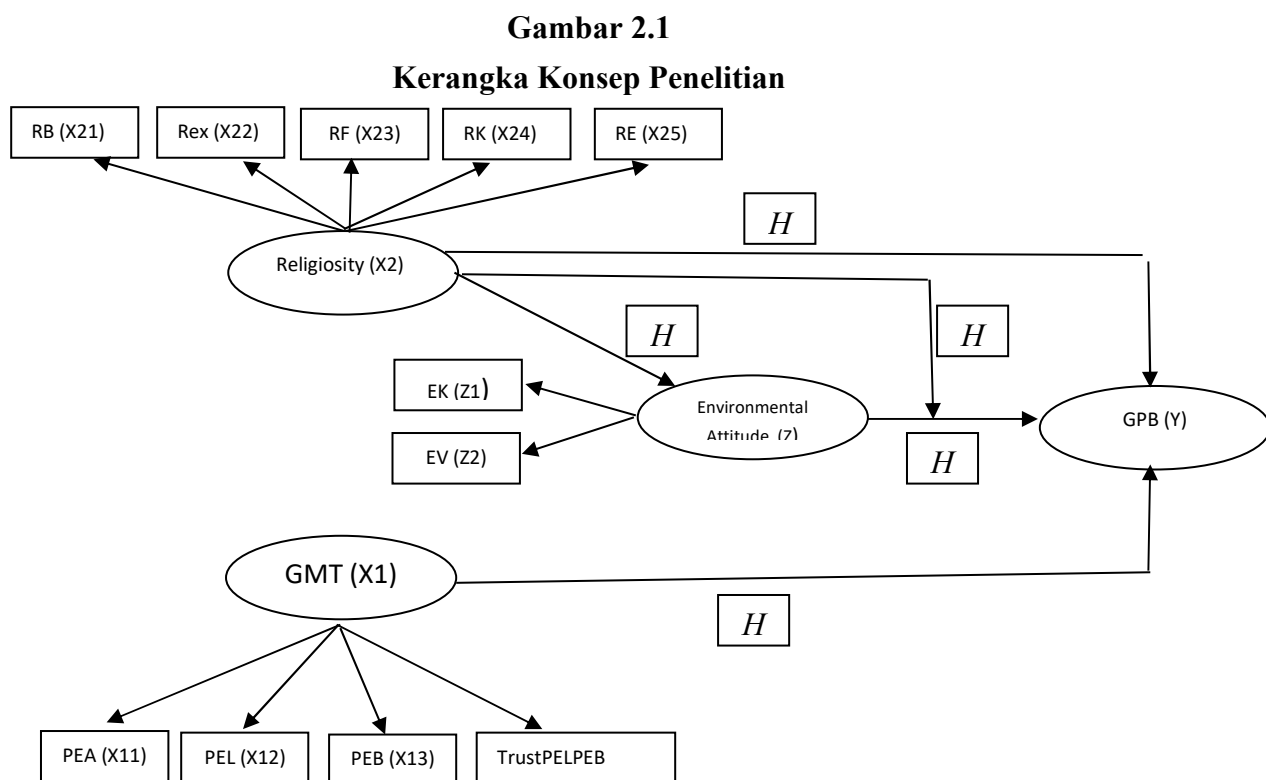 Gambar 2.1
Kerangka Konsep Penelitian
RB (X21)
Rex (X22)
RF (X23)
RK (X24)
RE (X25)
H
Religiosity (X2)
H
H
EK (Z1)
Environmental
Attitude (Z)
GPB (Y)
EV (Z2)
H
GMT (X1)
H
PEA (X11)
PEL (X12)
PEB (X13)
TrustPELPEB